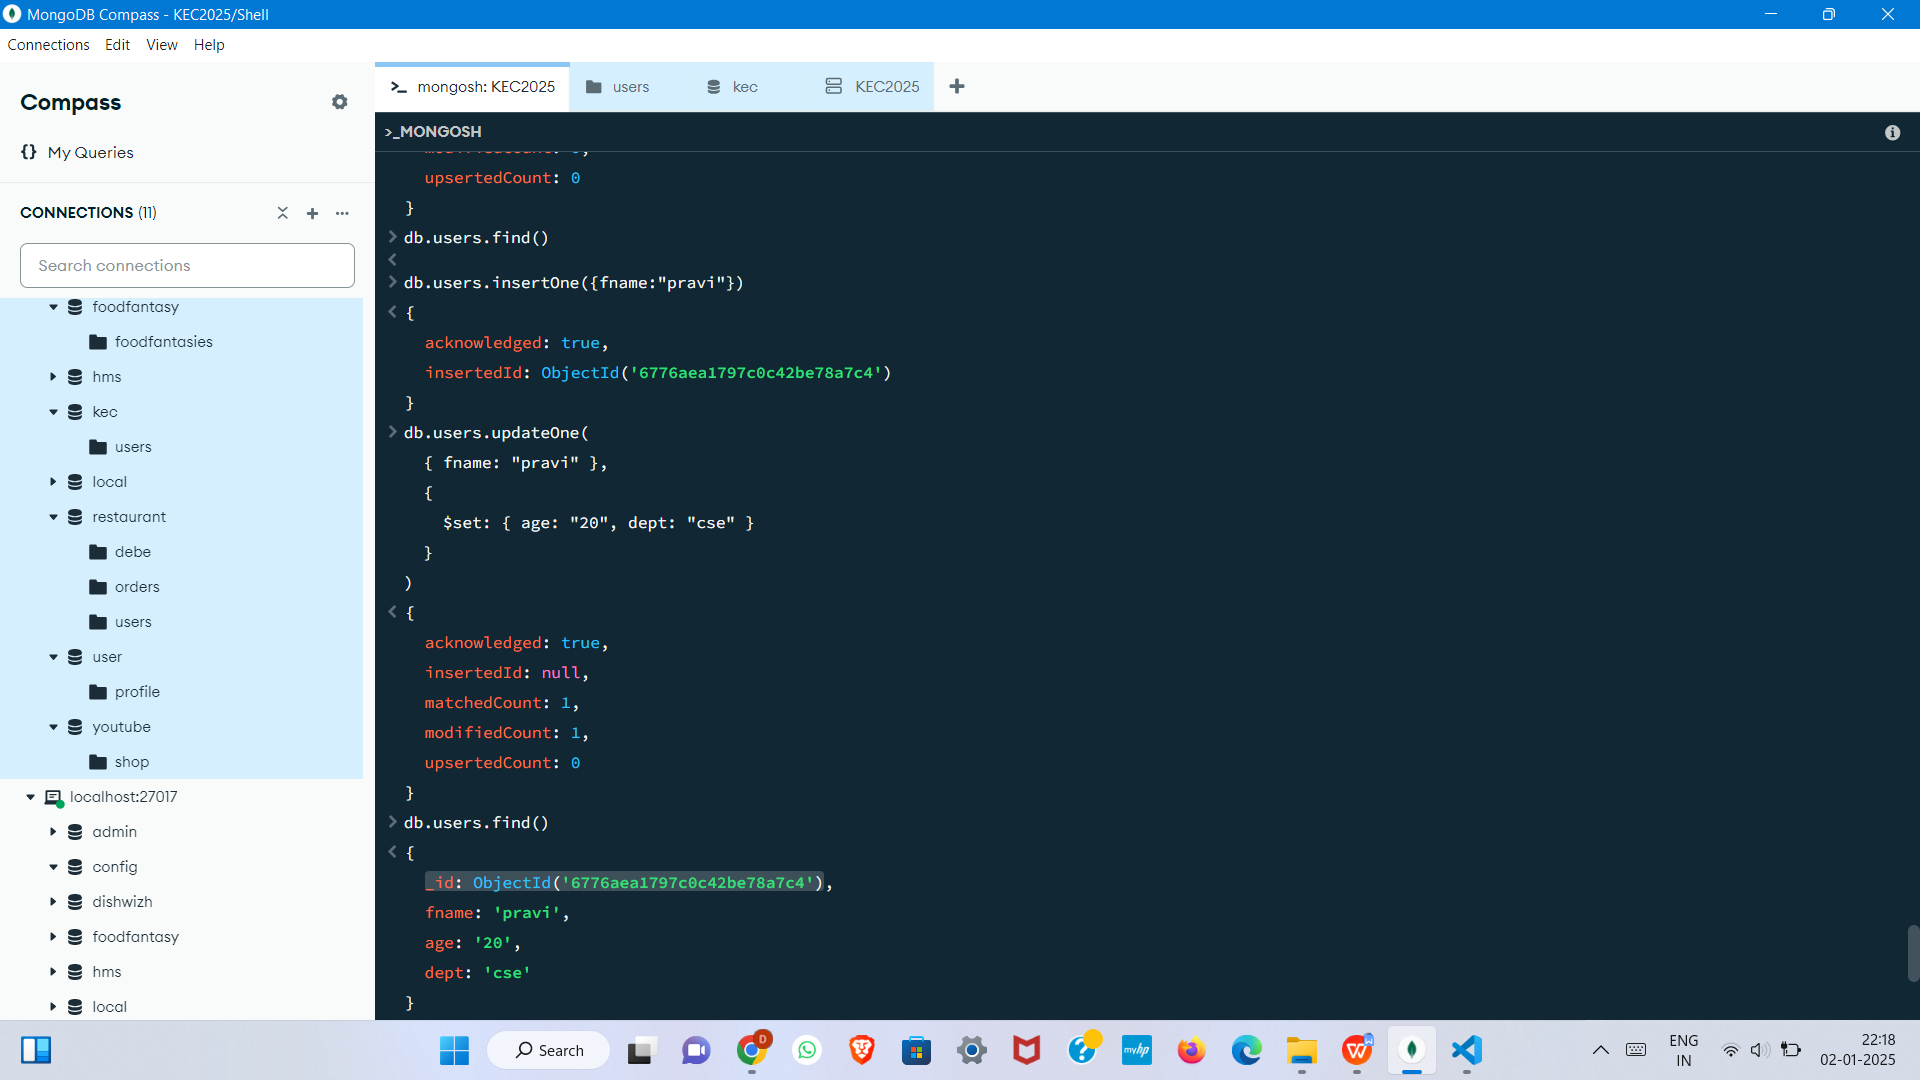 MongoDB Compass - KEC2025/Shell
Connections Edit View Help
Compass
{} My Queries
CONNECTIONS (11)
Search connections
foodfantasy
foodfantasies
hms
kec
users
local
restaurant
debe
orders
users
user
profile
youtube
shop
localhost:27017
admin
config
dishwizh
foodfantasy
hms
local
>_ mongosh: KEC2025 users kec KEC2025 +
>_MONGOSH
upsertedCount: 0
}
> db.users.find()
<
> db.users.insertOne({fname:"pravi"})
< {
acknowledged: true,
insertedId: ObjectId('6776aea1797c0c42be78a7c4')
}
> db.users.updateOne(
{ fname: "pravi" },
{
$set: { age: "20", dept: "cse" }
}
)
< {
acknowledged: true,
insertedId: null,
matchedCount: 1,
modifiedCount: 1,
upsertedCount: 0
}
> db.users.find()
< {
_id: ObjectId('6776aea1797c0c42be78a7c4'),
fname: 'pravi',
age: '20',
dept: 'cse'
}
Search
D
myhp
W
ENG
IN
22:18
02-01-2025